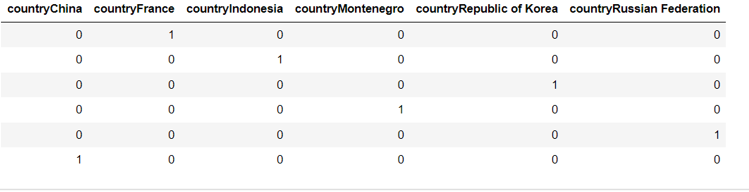 countryChina countryFrance countryIndonesia countryMontenegro countryRepublic of Korea countryRussian Federation
0 1 0 0 0 0
0 0 1 0 0 0
0 0 0 0 1 0
0 0 0 1 0 0
0 0 0 0 0 1
1 0 0 0 0 0